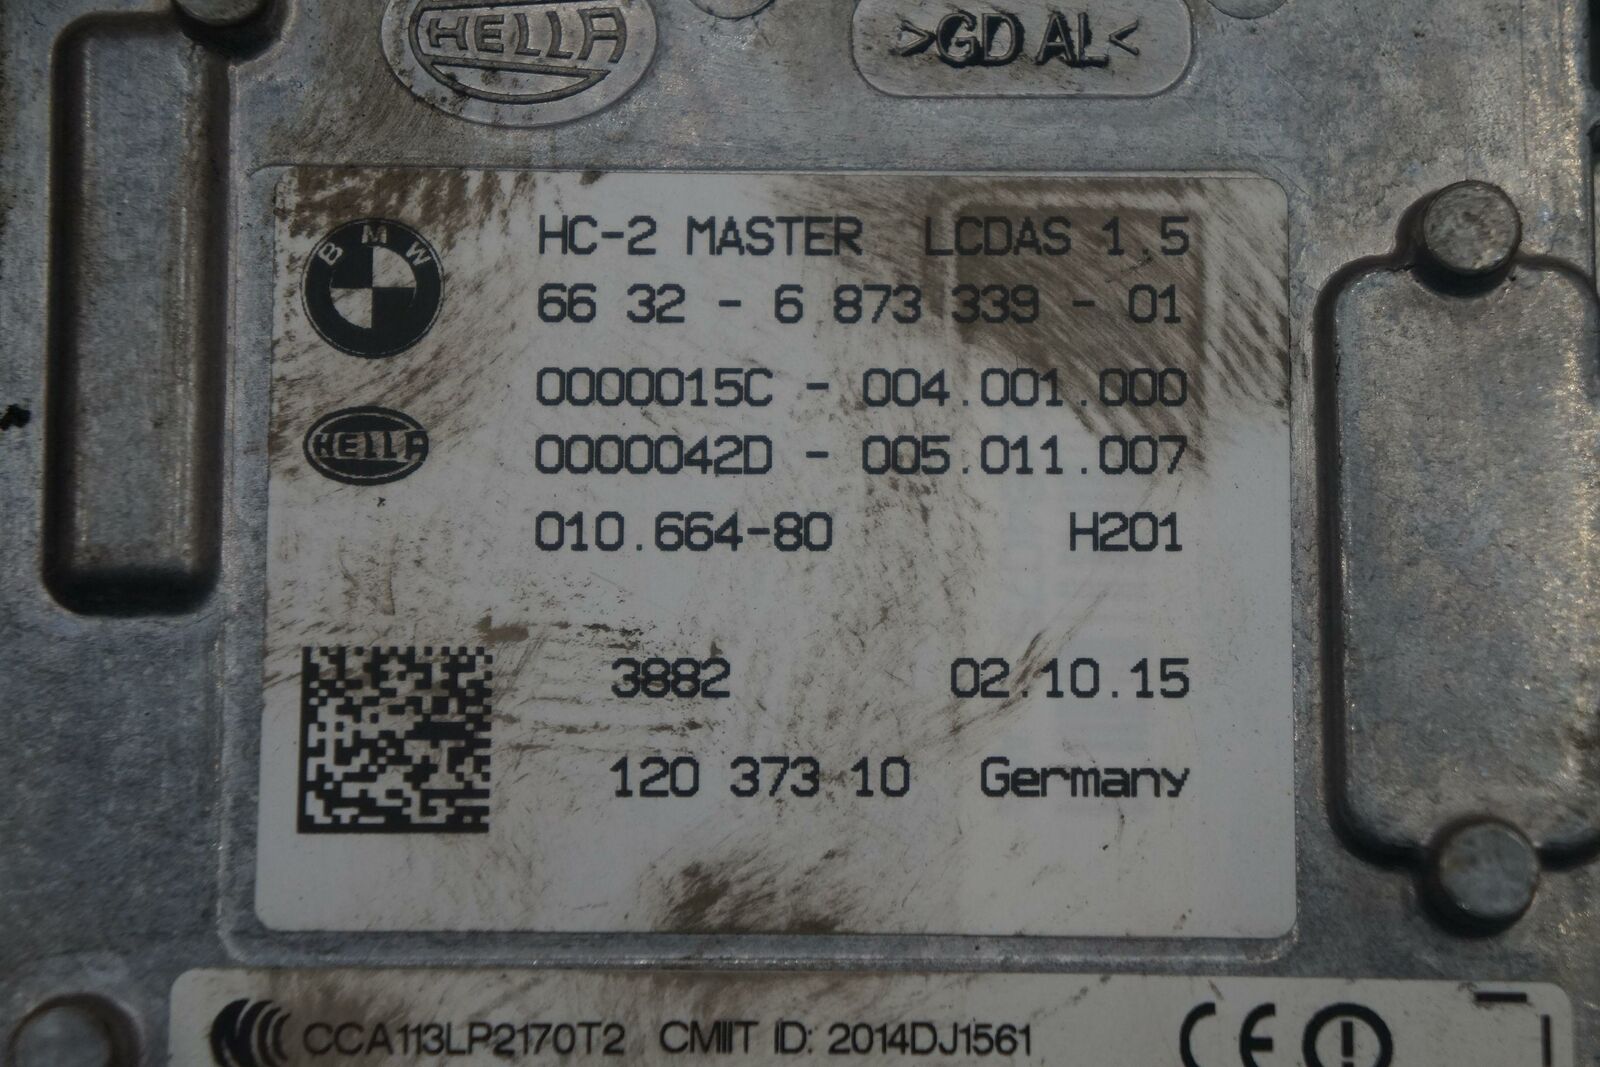 HELLA
>GD AL<
BMW
HC-2 MASTER LCDAS 1.5
66 32 - 6 873 339 - 01
0000015C - 004.001.000
HELLA
0000042D - 005.011.007
010.664-80 H201
3882 02.10.15
120 373 10 Germany
CCA113LP2170T2 CMIIT ID: 2014DJ1561 CE